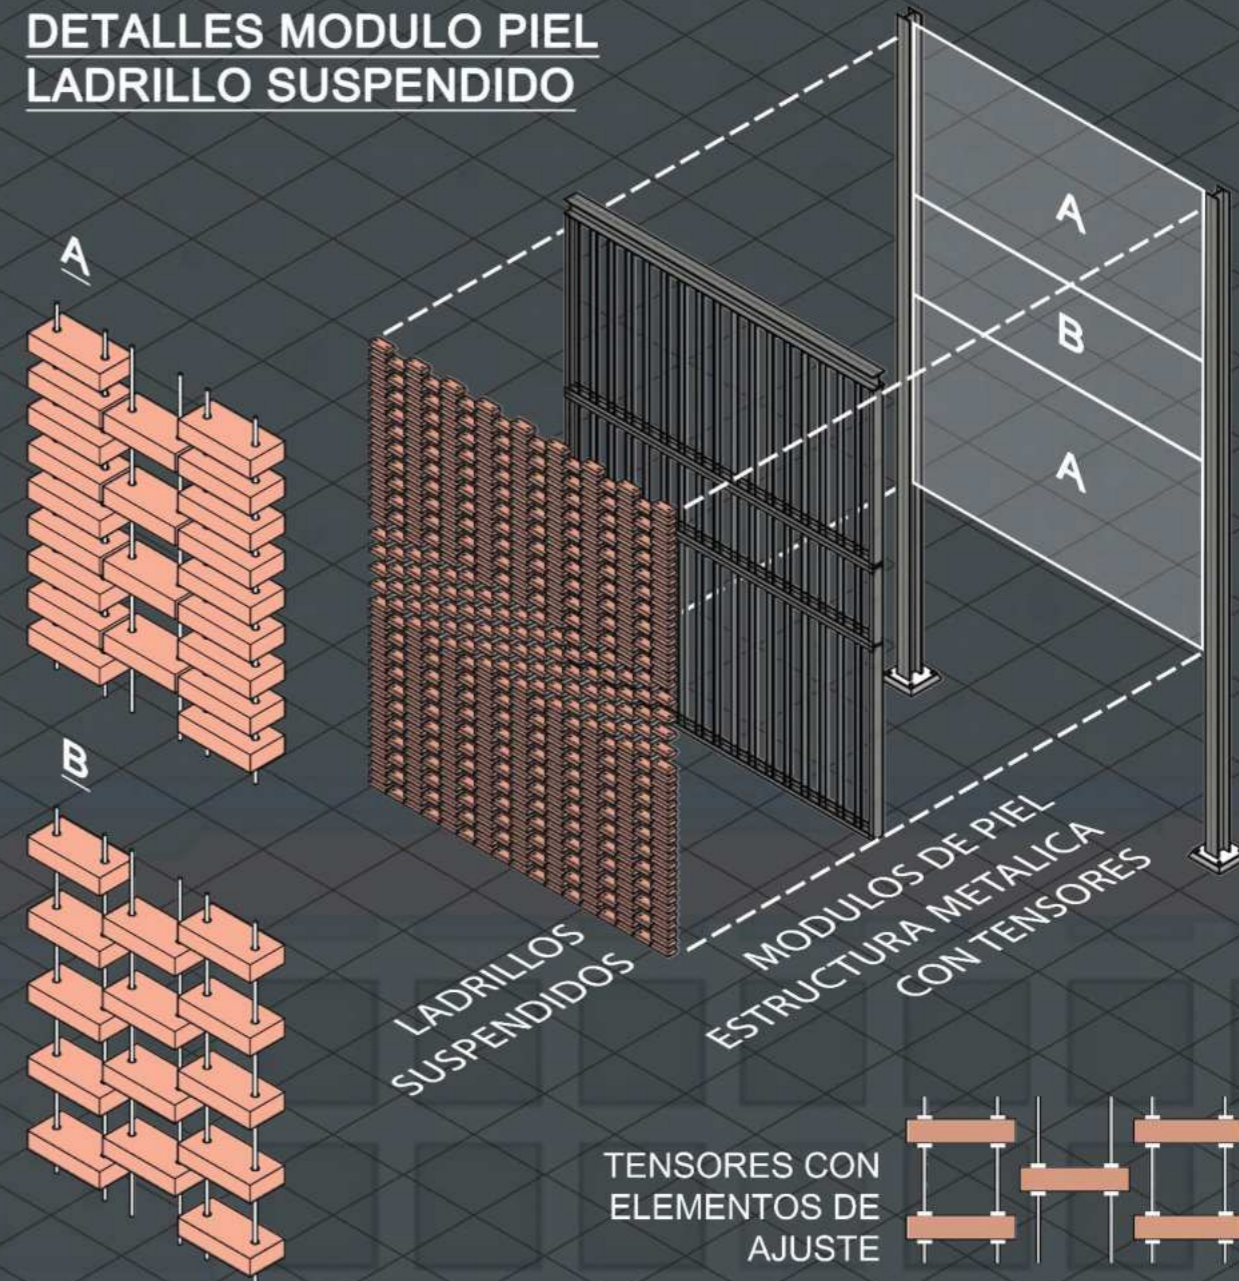 DETALLES MODULO PIEL
LADRILLO SUSPENDIDO
A
B
A
B
A
LADRILLOS
SUSPENDIDOS
MODULOS DE PIEL
ESTRUCTURA METALICA
CON TENSORES
TENSORES CON
ELEMENTOS DE
AJUSTE